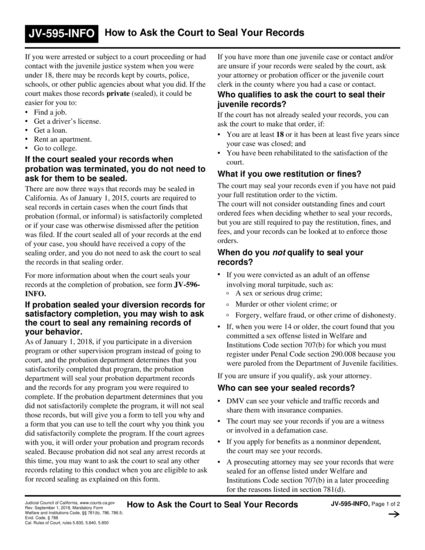 JV-595-INFO How to Ask the Court to Seal Your Records
If you were arrested or subject to a court proceeding or had
contact with the juvenile justice system when you were
under 18, there may be records kept by courts, police,
schools, or other public agencies about what you did. If the
court makes those records private (sealed), it could be
easier for you to:
• Find a job.
• Get a driver's license.
• Get a loan.
• Rent an apartment.
• Go to college.
If the court sealed your records when
probation was terminated, you do not need to
ask for them to be sealed.
There are now three ways that records may be sealed in
California. As of January 1, 2015, courts are required to
seal records in certain cases when the court finds that
probation (formal, or informal) is satisfactorily completed
or if your case was otherwise dismissed after the petition
was filed. If the court sealed all of your records at the end
of your case, you should have received a copy of the
sealing order, and you do not need to ask the court to seal
the records in that sealing order.
For more information about when the court seals your
records at the completion of probation, see form JV-596-
INFO.
If probation sealed your diversion records for
satisfactory completion, you may wish to ask
the court to seal any remaining records of
your behavior.
As of January 1, 2018, if you participate in a diversion
program or other supervision program instead of going to
court, and the probation department determines that you
satisfactorily completed that program, the probation
department will seal your probation department records
and the records for any program you were required to
complete. If the probation department determines that you
did not satisfactorily complete the program, it will not seal
those records, but will give you a form to tell you why and
a form that you can use to tell the court why you think you
did satisfactorily complete the program. If the court agrees
with you, it will order your probation and program records
sealed. Because probation did not seal any arrest records at
this time, you may want to ask the court to seal any other
records relating to this conduct when you are eligible to ask
for record sealing as explained on this form.
If you have more than one juvenile case or contact and/or
are unsure if your records were sealed by the court, ask
your attorney or probation officer or the juvenile court
clerk in the county where you had a case or contact.
Who qualifies to ask the court to seal their
juvenile records?
If the court has not already sealed your records, you can
ask the court to make that order, if:
• You are at least 18 or it has been at least five years since
your case was closed; and
• You have been rehabilitated to the satisfaction of the
court.
What if you owe restitution or fines?
The court may seal your records even if you have not paid
your full restitution order to the victim.
The court will not consider outstanding fines and court
ordered fees when deciding whether to seal your records,
but you are still required to pay the restitution, fines, and
fees, and your records can be looked at to enforce those
orders.
When do you not qualify to seal your
records?
• If you were convicted as an adult of an offense
involving moral turpitude, such as:
° A sex or serious drug crime;
° Murder or other violent crime; or
° Forgery, welfare fraud, or other crime of dishonesty.
• If, when you were 14 or older, the court found that you
committed a sex offense listed in Welfare and
Institutions Code section 707(b) for which you must
register under Penal Code section 290.008 because you
were paroled from the Department of Juvenile facilities.
If you are unsure if you qualify, ask your attorney.
Who can see your sealed records?
• DMV can see your vehicle and traffic records and
share them with insurance companies.
• The court may see your records if you are a witness
or involved in a defamation case.
• If you apply for benefits as a nonminor dependent,
the court may see your records.
• A prosecuting attorney may see your records that were
sealed for an offense listed under Welfare and
Institutions Code section 707(b) in a later proceeding
for the reasons listed in section 781(d).
Judicial Council of California, www.courts.ca.gov
Rev. September 1, 2018, Mandatory Form
Welfare and Institutions Code, §§ 781(b), 786, 786.5;
Evid. Code, § 788
Cal. Rules of Court, rules 5.830, 5.840, 5.850
How to Ask the Court to Seal Your Records
JV-595-INFO, Page 1 of 2
→